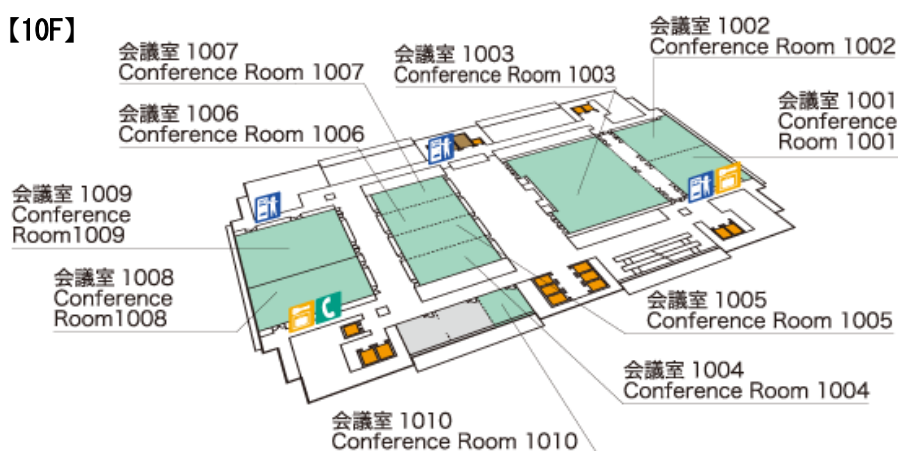 【10F】
会議室 1007
Conference Room 1007
会議室 1003
Conference Room 1003
会議室 1002
Conference Room 1002
会議室 1006
Conference Room 1006
会議室 1001
Conference
Room 1001
会議室 1009
Conference
Room1009
会議室 1008
Conference
Room1008
会議室 1005
Conference Room 1005
会議室 1004
Conference Room 1004
会議室 1010
Conference Room 1010